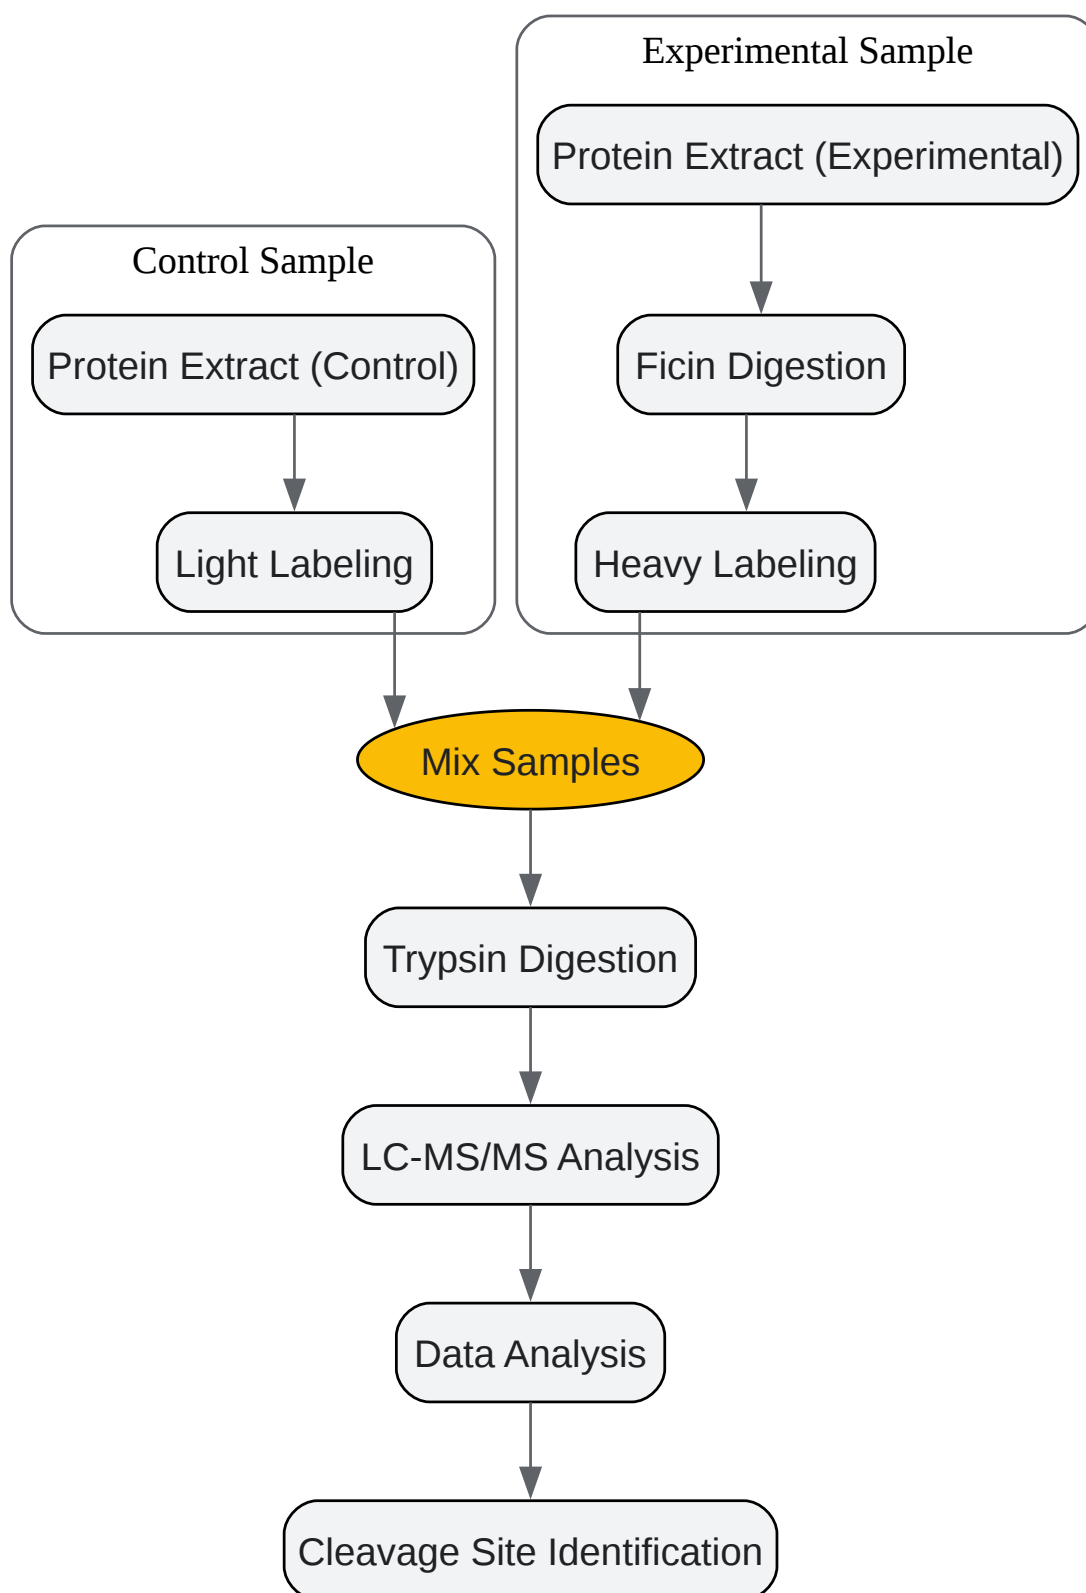 Experimental Sample
Protein Extract (Experimental)
Control Sample
Protein Extract (Control)
Ficin Digestion
Light Labeling
Heavy Labeling
Mix Samples
Trypsin Digestion
LC-MS/MS Analysis
Data Analysis
Cleavage Site Identification